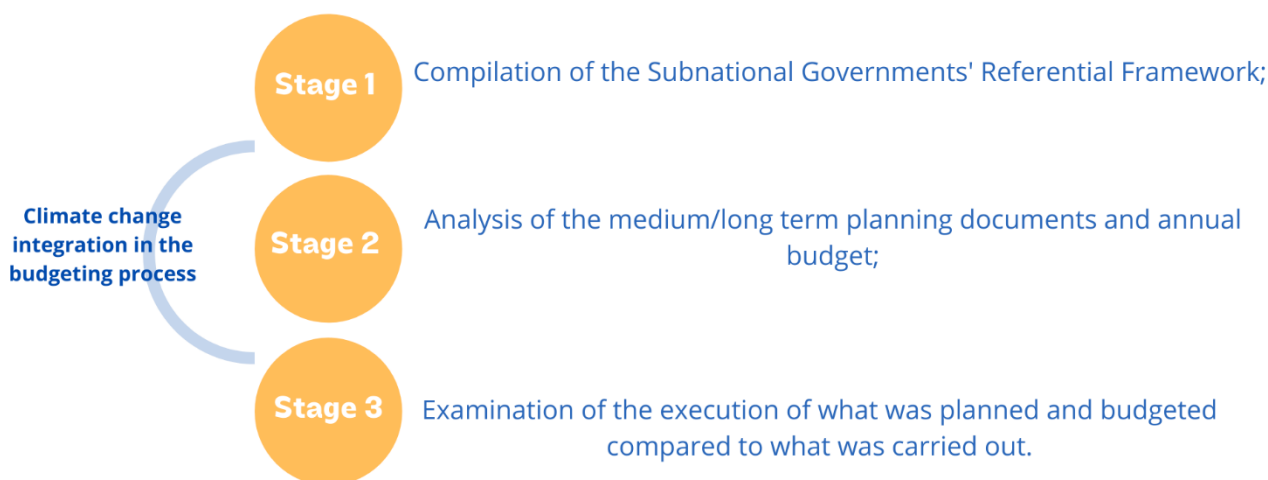 Stage 1
Compilation of the Subnational Governments' Referential Framework;
Climate change
integration in the
budgeting process
Stage 2
Analysis of the medium/long term planning documents and annual
budget;
Stage 3
Examination of the execution of what was planned and budgeted
compared to what was carried out.